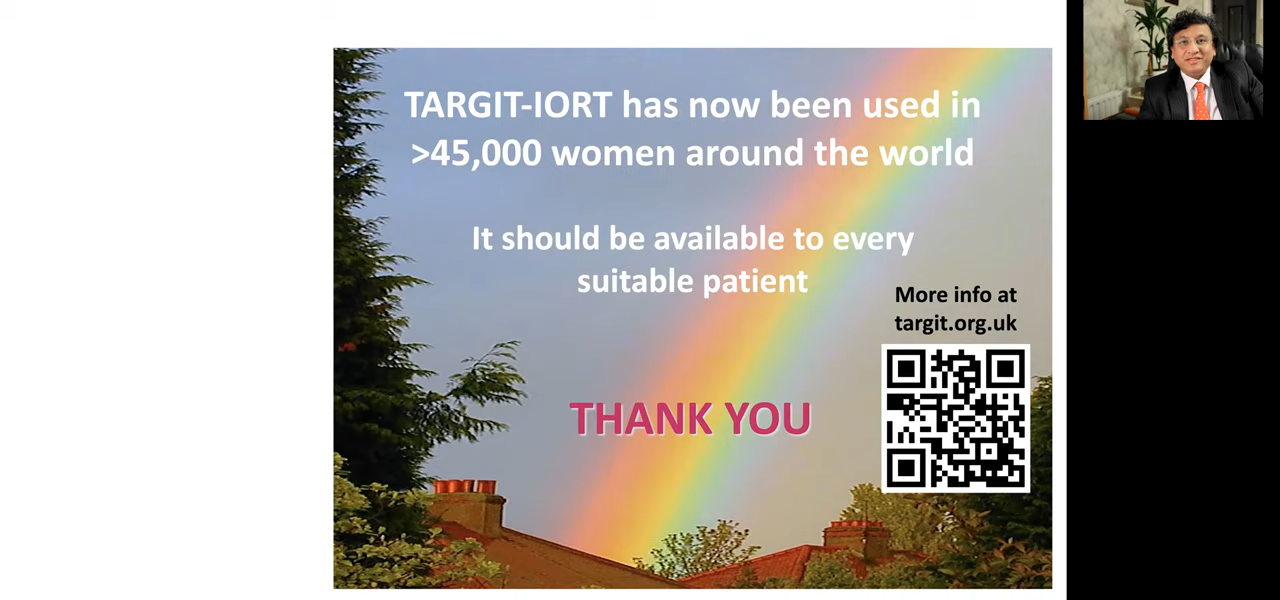 TARGIT-IORT has now been used in
>45,000 women around the world
It should be available to every
suitable patient
More info at
targit.org.uk
THANK YOU